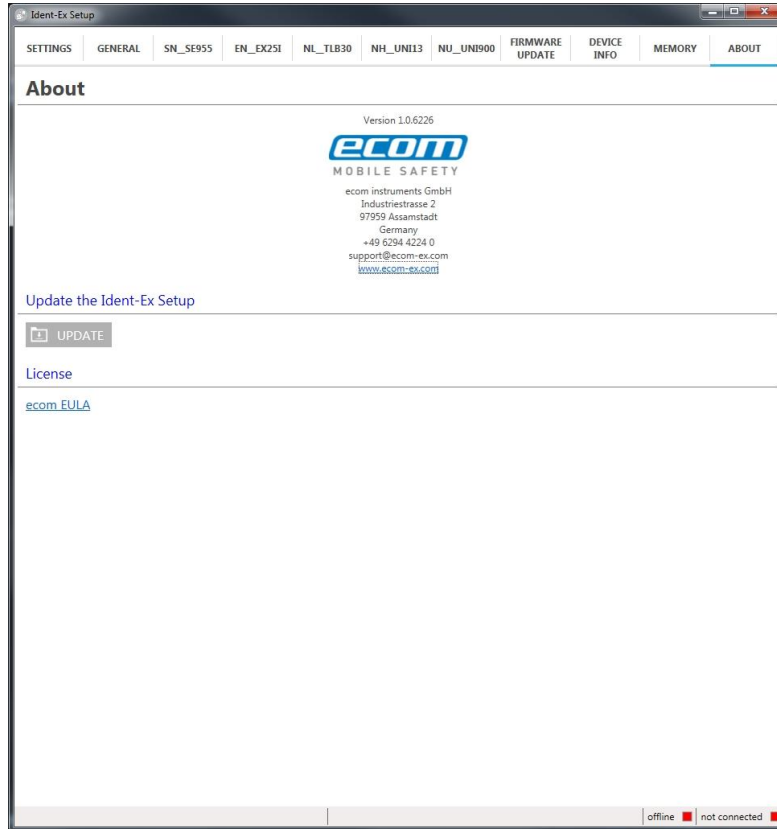 Ident-Ex Setup
SETTINGS GENERAL SN_SE955 EN_EX25I NL_TLB30 NH_UNI13 NU_UNI900 FIRMWARE UPDATE DEVICE INFO MEMORY ABOUT
About
Version 1.0.6226
ecom
MOBILE SAFETY
ecom instruments GmbH
Industriestrasse 2
97959 Assamstadt
Germany
+49 6294 4224 0
support@ecom-ex.com
www.ecom-ex.com
Update the Ident-Ex Setup
UPDATE
License
ecom EULA
offline not connected